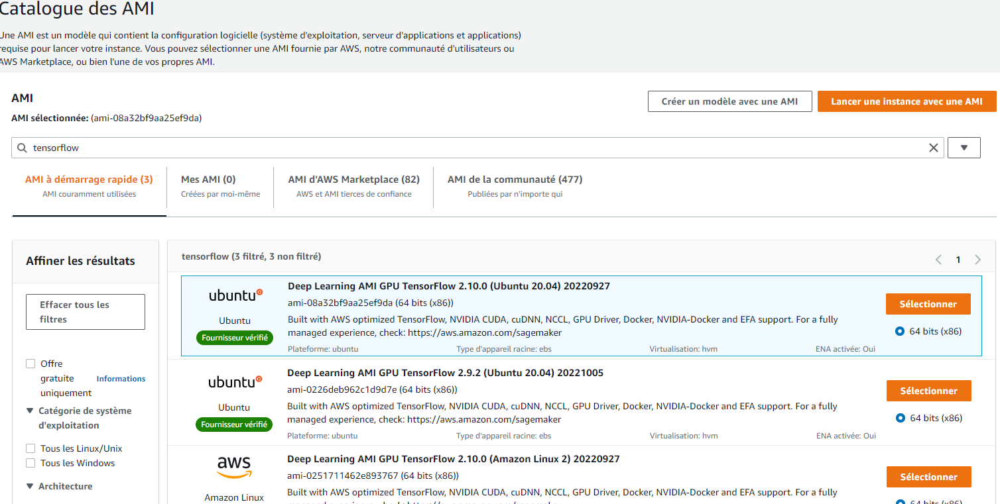 Catalogue des AMI
Une AMI est un modèle qui contient la configuration logicielle (système d'exploitation, serveur d'applications et applications)
requise pour lancer votre instance. Vous pouvez sélectionner une AMI fournie par AWS, notre communauté d'utilisateurs ou
AWS Marketplace, ou bien l'une de vos propres AMI.
AMI
Créer un modèle avec une AMI
Lancer une instance avec une AMI
AMI sélectionnée: (ami-08a32bf9aa25ef9da)
tensorflow
AMI à démarrage rapide (3)
AMI couramment utilisées
Mes AMI (0)
Créées par moi-même
AMI d'AWS Marketplace (82)
AWS et AMI tierces de confiance
AMI de la communauté (477)
Publiées par n'importe qui
Affiner les résultats
Effacer tous les
filtres
Offre
gratuite
uniquement
Informations
Catégorie de système
d'exploitation
Tous les Linux/Unix
Tous les Windows
Architecture
tensorflow (3 filtré, 3 non filtré)
1
ubuntu
Ubuntu
Fournisseur vérifié
Deep Learning AMI GPU TensorFlow 2.10.0 (Ubuntu 20.04) 20220927
ami-08a32bf9aa25ef9da (64 bits (x86))
Built with AWS optimized TensorFlow, NVIDIA CUDA, cuDNN, NCCL, GPU Driver, Docker, NVIDIA-Docker and EFA support. For a fully
managed experience, check: https://aws.amazon.com/sagemaker
Plateforme: ubuntu
Type d'appareil racine: ebs
Virtualisation: hvm
ENA activée: Oui
Sélectionner
64 bits (x86)
ubuntu
Ubuntu
Fournisseur vérifié
Deep Learning AMI GPU TensorFlow 2.9.2 (Ubuntu 20.04) 20221005
ami-0226deb962c1d9d7e (64 bits (x86))
Built with AWS optimized TensorFlow, NVIDIA CUDA, cuDNN, NCCL, GPU Driver, Docker, NVIDIA-Docker and EFA support. For a fully
managed experience, check: https://aws.amazon.com/sagemaker
Plateforme: ubuntu
Type d'appareil racine: ebs
Virtualisation: hvm
ENA activée: Oui
Sélectionner
64 bits (x86)
aws
Amazon Linux
Deep Learning AMI GPU TensorFlow 2.10.0 (Amazon Linux 2) 20220927
ami-0251711462e893767 (64 bits (x86))
Built with AWS optimized TensorFlow, NVIDIA CUDA, cuDNN, NCCL, GPU Driver, Docker, NVIDIA-Docker and EFA support. For a fully
Sélectionner
64 bits (x86)